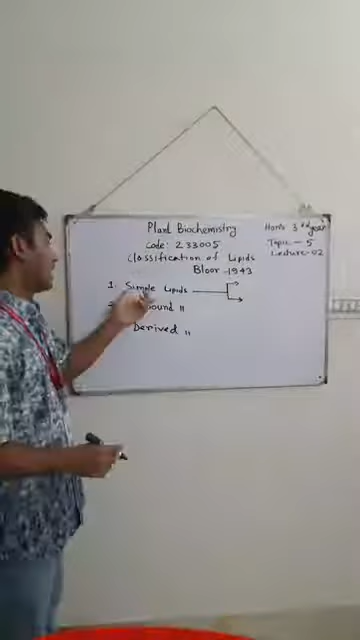 Plant Biochemistry
Hons 3rd year
Code: 233005
Topic - 5
Classification of Lipids
Lecture-02
Bloor-1943
1. Simple Lipids
ound "
Derived "